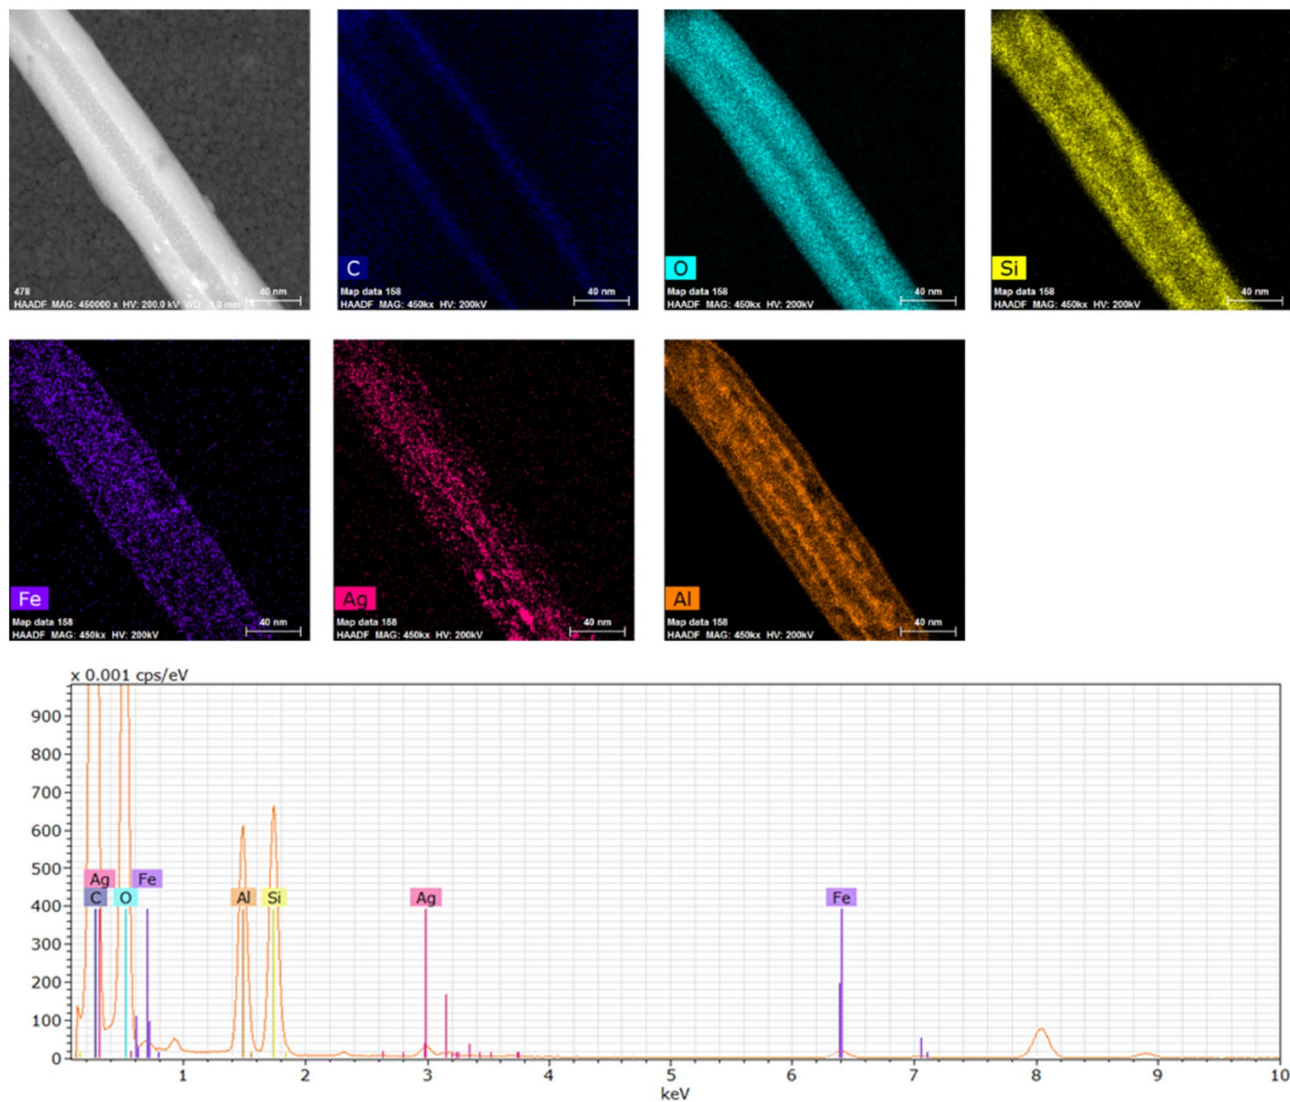 C
O
Si
478
HAADF MAG: 450000 x HV: 200.0 kV WD: -1.0 mm
40 nm
Map data 158
HAADF MAG: 450kx HV: 200kV
40 nm
Map data 158
HAADF MAG: 450kx HV: 200kV
40 nm
Map data 158
HAADF MAG: 450kx HV: 200kV
40 nm
Fe
Ag
Al
Map data 158
HAADF MAG: 450kx HV: 200kV
40 nm
Map data 158
HAADF MAG: 450kx HV: 200kV
40 nm
Map data 158
HAADF MAG: 450kx HV: 200kV
40 nm
x 0.001 cps/eV
900
800
700
600
500
Ag Fe
C O Al Si Ag Fe
400
300
200
100
0
1 2 3 4 5 6 7 8 9 10
keV